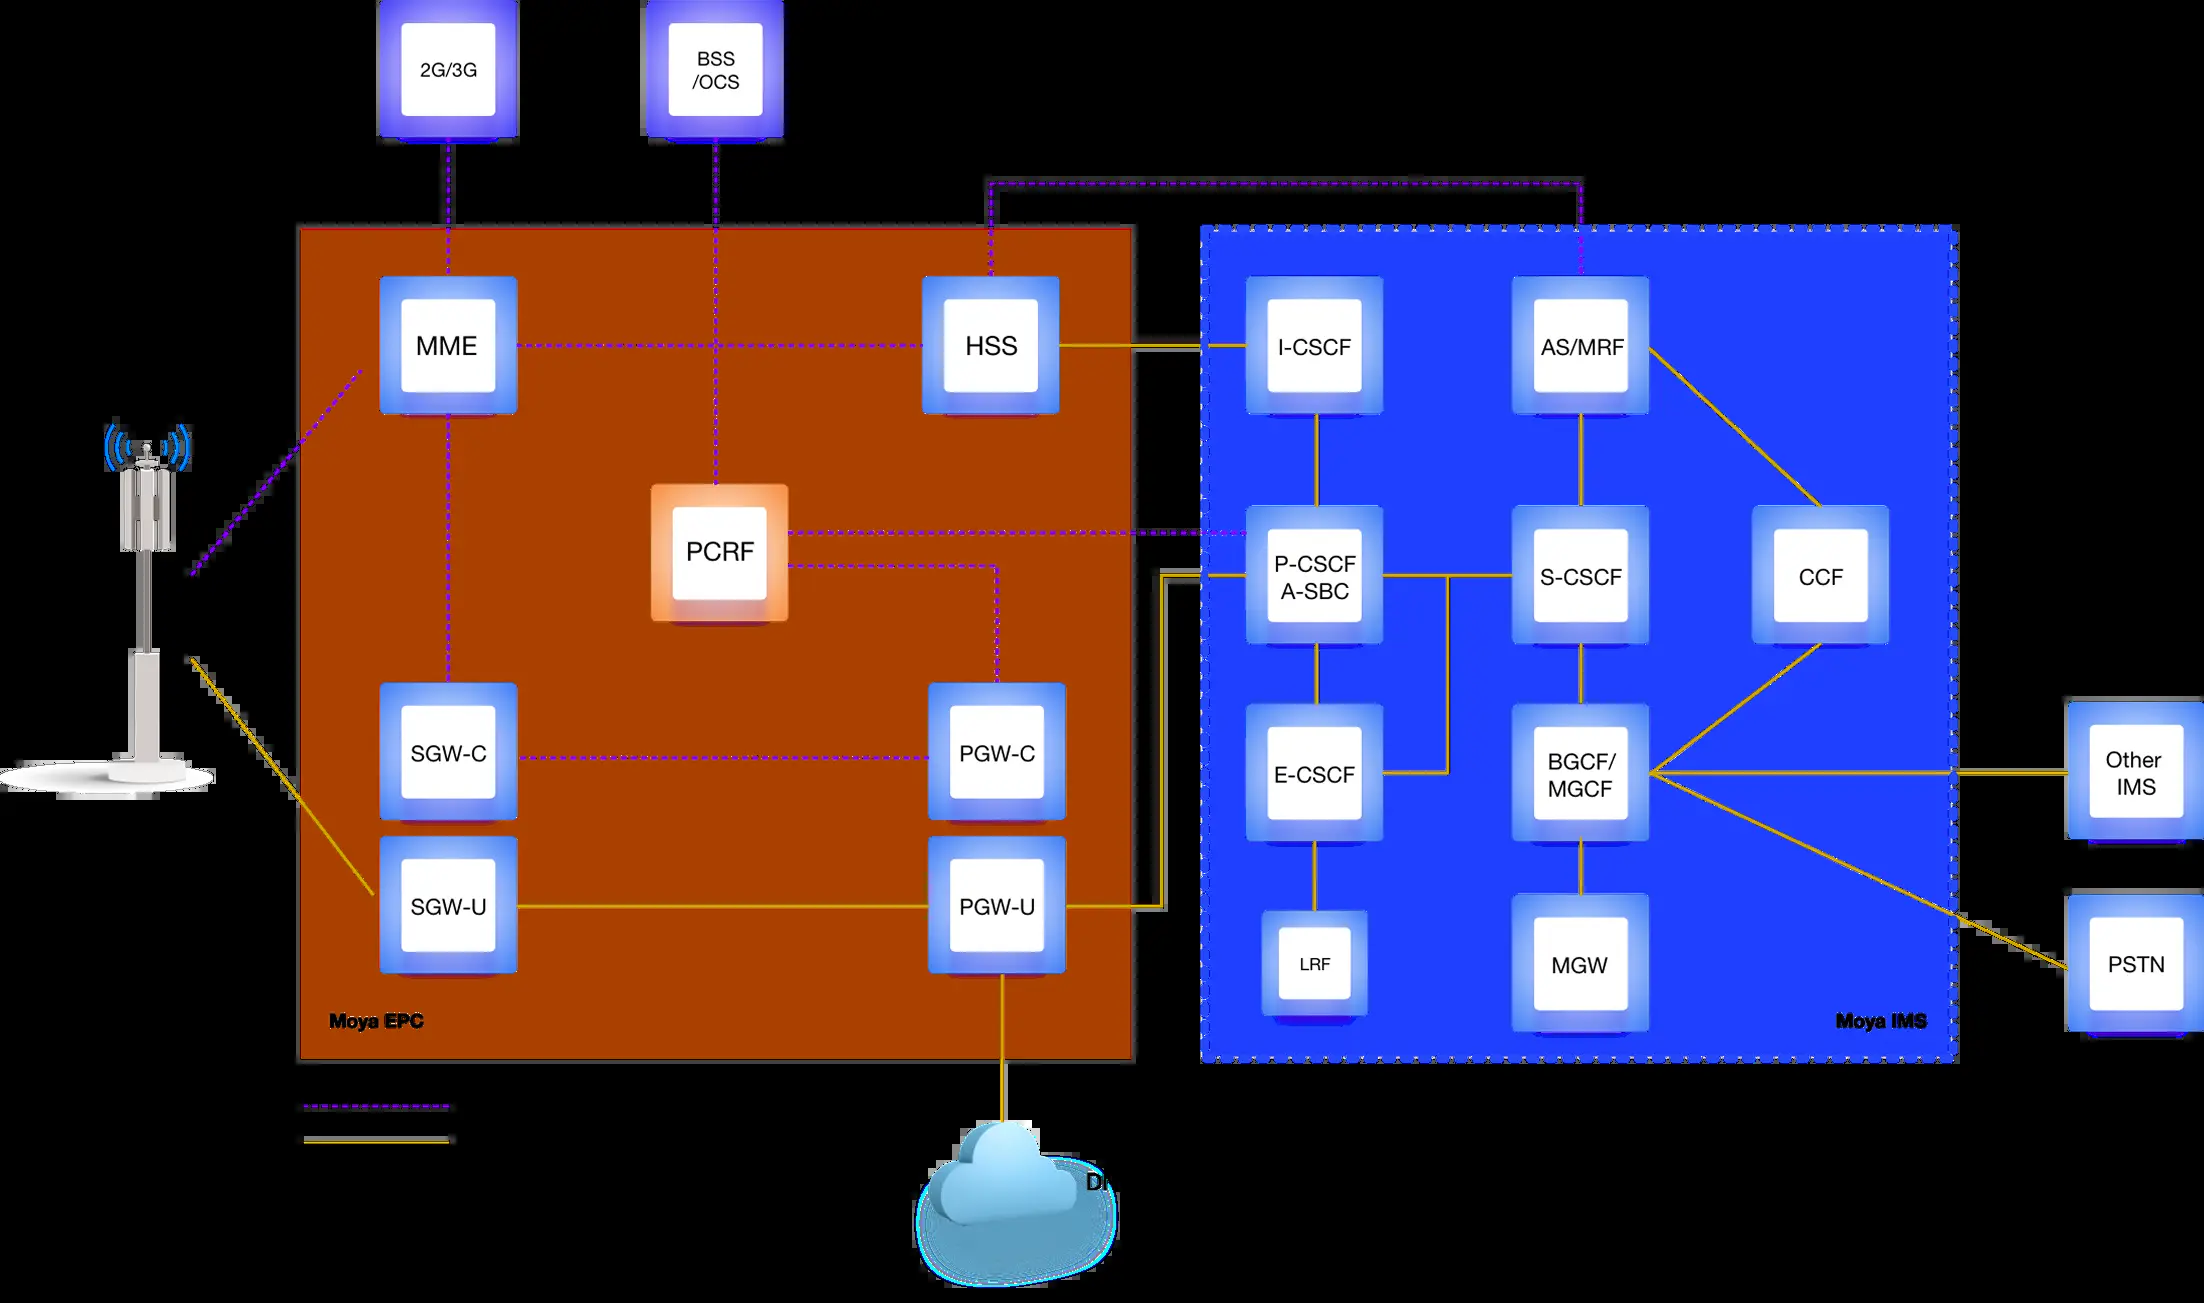 2G/3G
BSS
/OCS
MME
HSS
I-CSCF
AS/MRF
PCRF
P-CSCF
A-SBC
S-CSCF
CCF
SGW-C
PGW-C
E-CSCF
BGCF/
MGCF
Other
IMS
SGW-U
PGW-U
LRF
MGW
PSTN
Moya EPC
Moya IMS